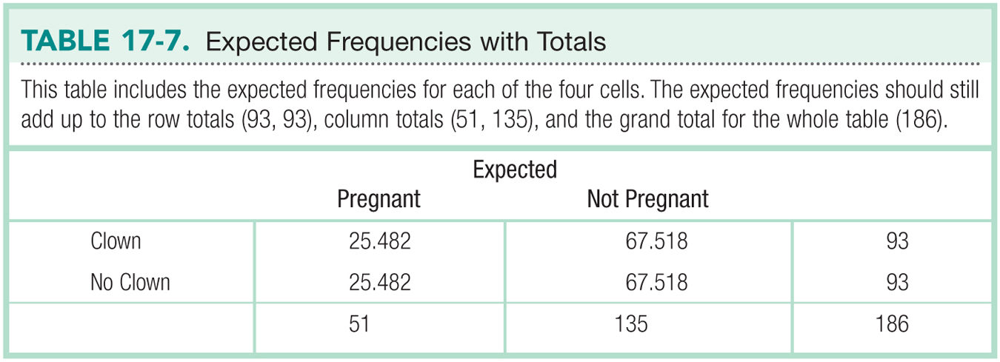 TABLE 17-7. Expected Frequencies with Totals
This table includes the expected frequencies for each of the four cells. The expected frequencies should still
add up to the row totals (93, 93), column totals (51, 135), and the grand total for the whole table (186).
Expected
Pregnant Not Pregnant
Clown 25.482 67.518 93
No Clown 25.482 67.518 93
51 135 186